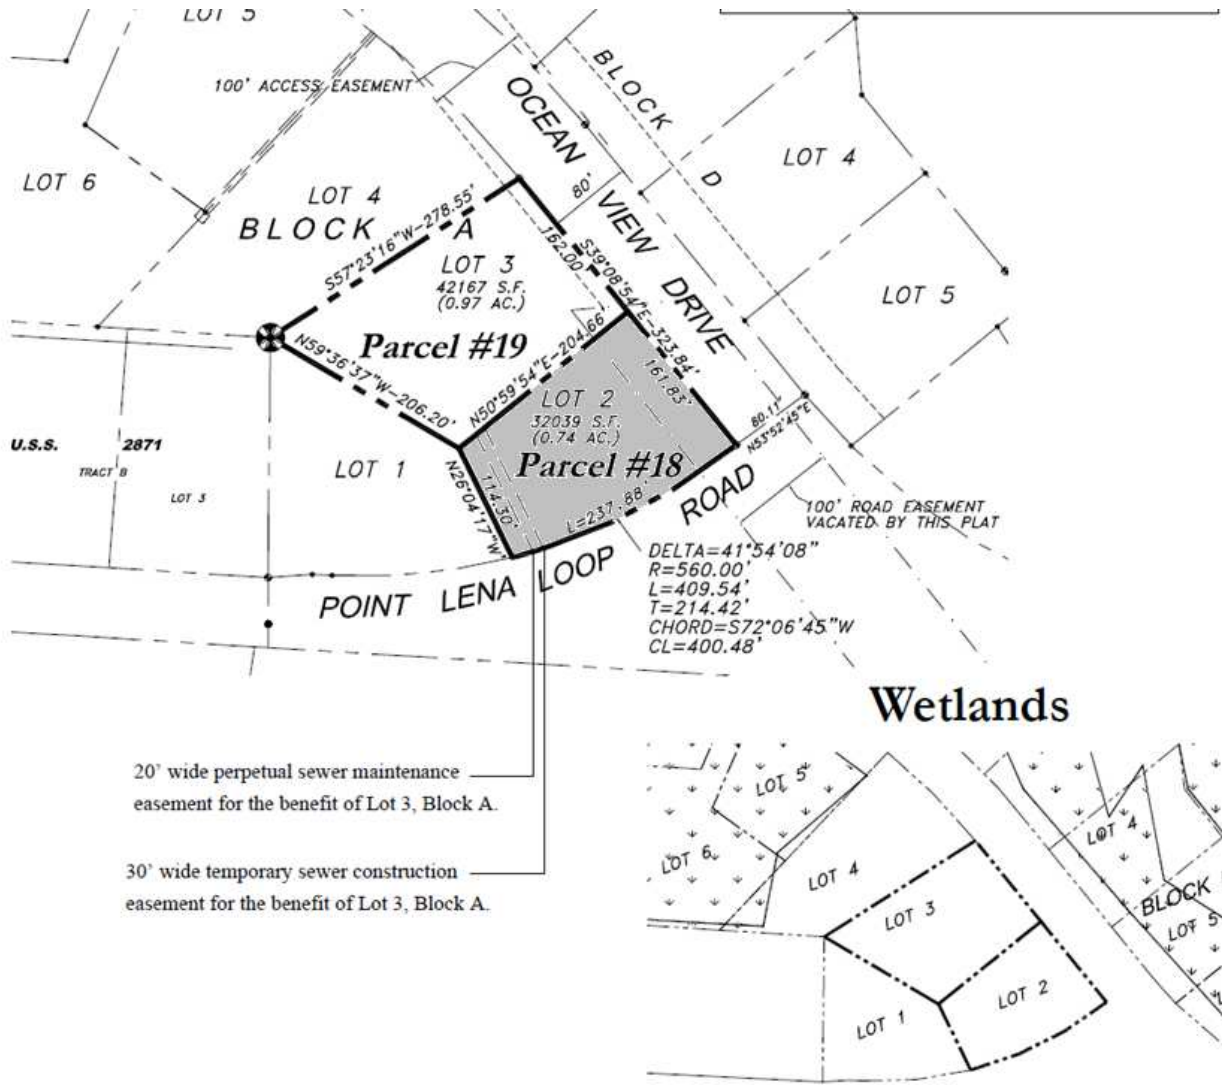 LOT 5
100' ACCESS EASEMENT
BLOCK D
OCEAN VIEW DRIVE
80'
LOT 4
LOT 6
LOT 4
BLOCK A
S57°23'16"W-278.55'
162.00'
S39°08'54"E-323.84'
LOT 3
42167 S.F.
(0.97 AC.)
Parcel #19
LOT 5
N59°36'37"W-206.20'
N50°59'54"E-204.66'
161.83'
LOT 2
32039 S.F.
(0.74 AC.)
Parcel #18
80.11'
N53°52'45"E
U.S.S. 2871
TRACT B
LOT 3
LOT 1
N26°04'17"W
114.30'
L=237.88'
100' ROAD EASEMENT
VACATED BY THIS PLAT
POINT LENA LOOP ROAD
DELTA=41°54'08"
R=560.00'
L=409.54'
T=214.42'
CHORD=S72°06'45"W
CL=400.48'
20' wide perpetual sewer maintenance
easement for the benefit of Lot 3, Block A.
30' wide temporary sewer construction
easement for the benefit of Lot 3, Block A.
Wetlands
LOT 5
LOT 6
LOT 4
LOT 4
LOT 3
BLOCK
LOT 5
LOT 2
LOT 1